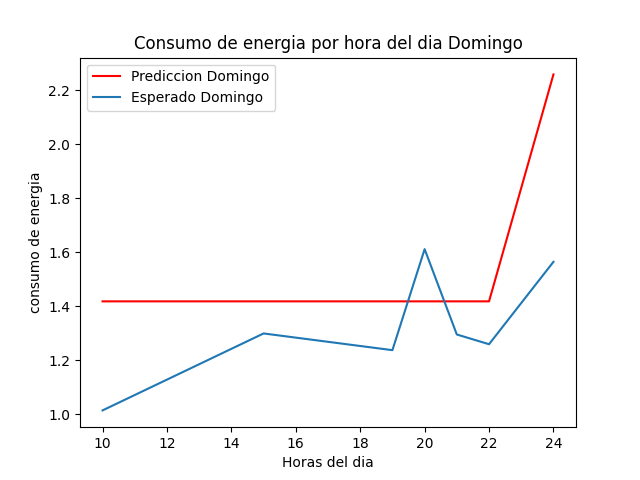 Consumo de energia por hora del dia Domingo
Prediccion Domingo
Esperado Domingo
consumo de energia
2.2
2.0
1.8
1.6
1.4
1.2
1.0
10 12 14 16 18 20 22 24
Horas del dia